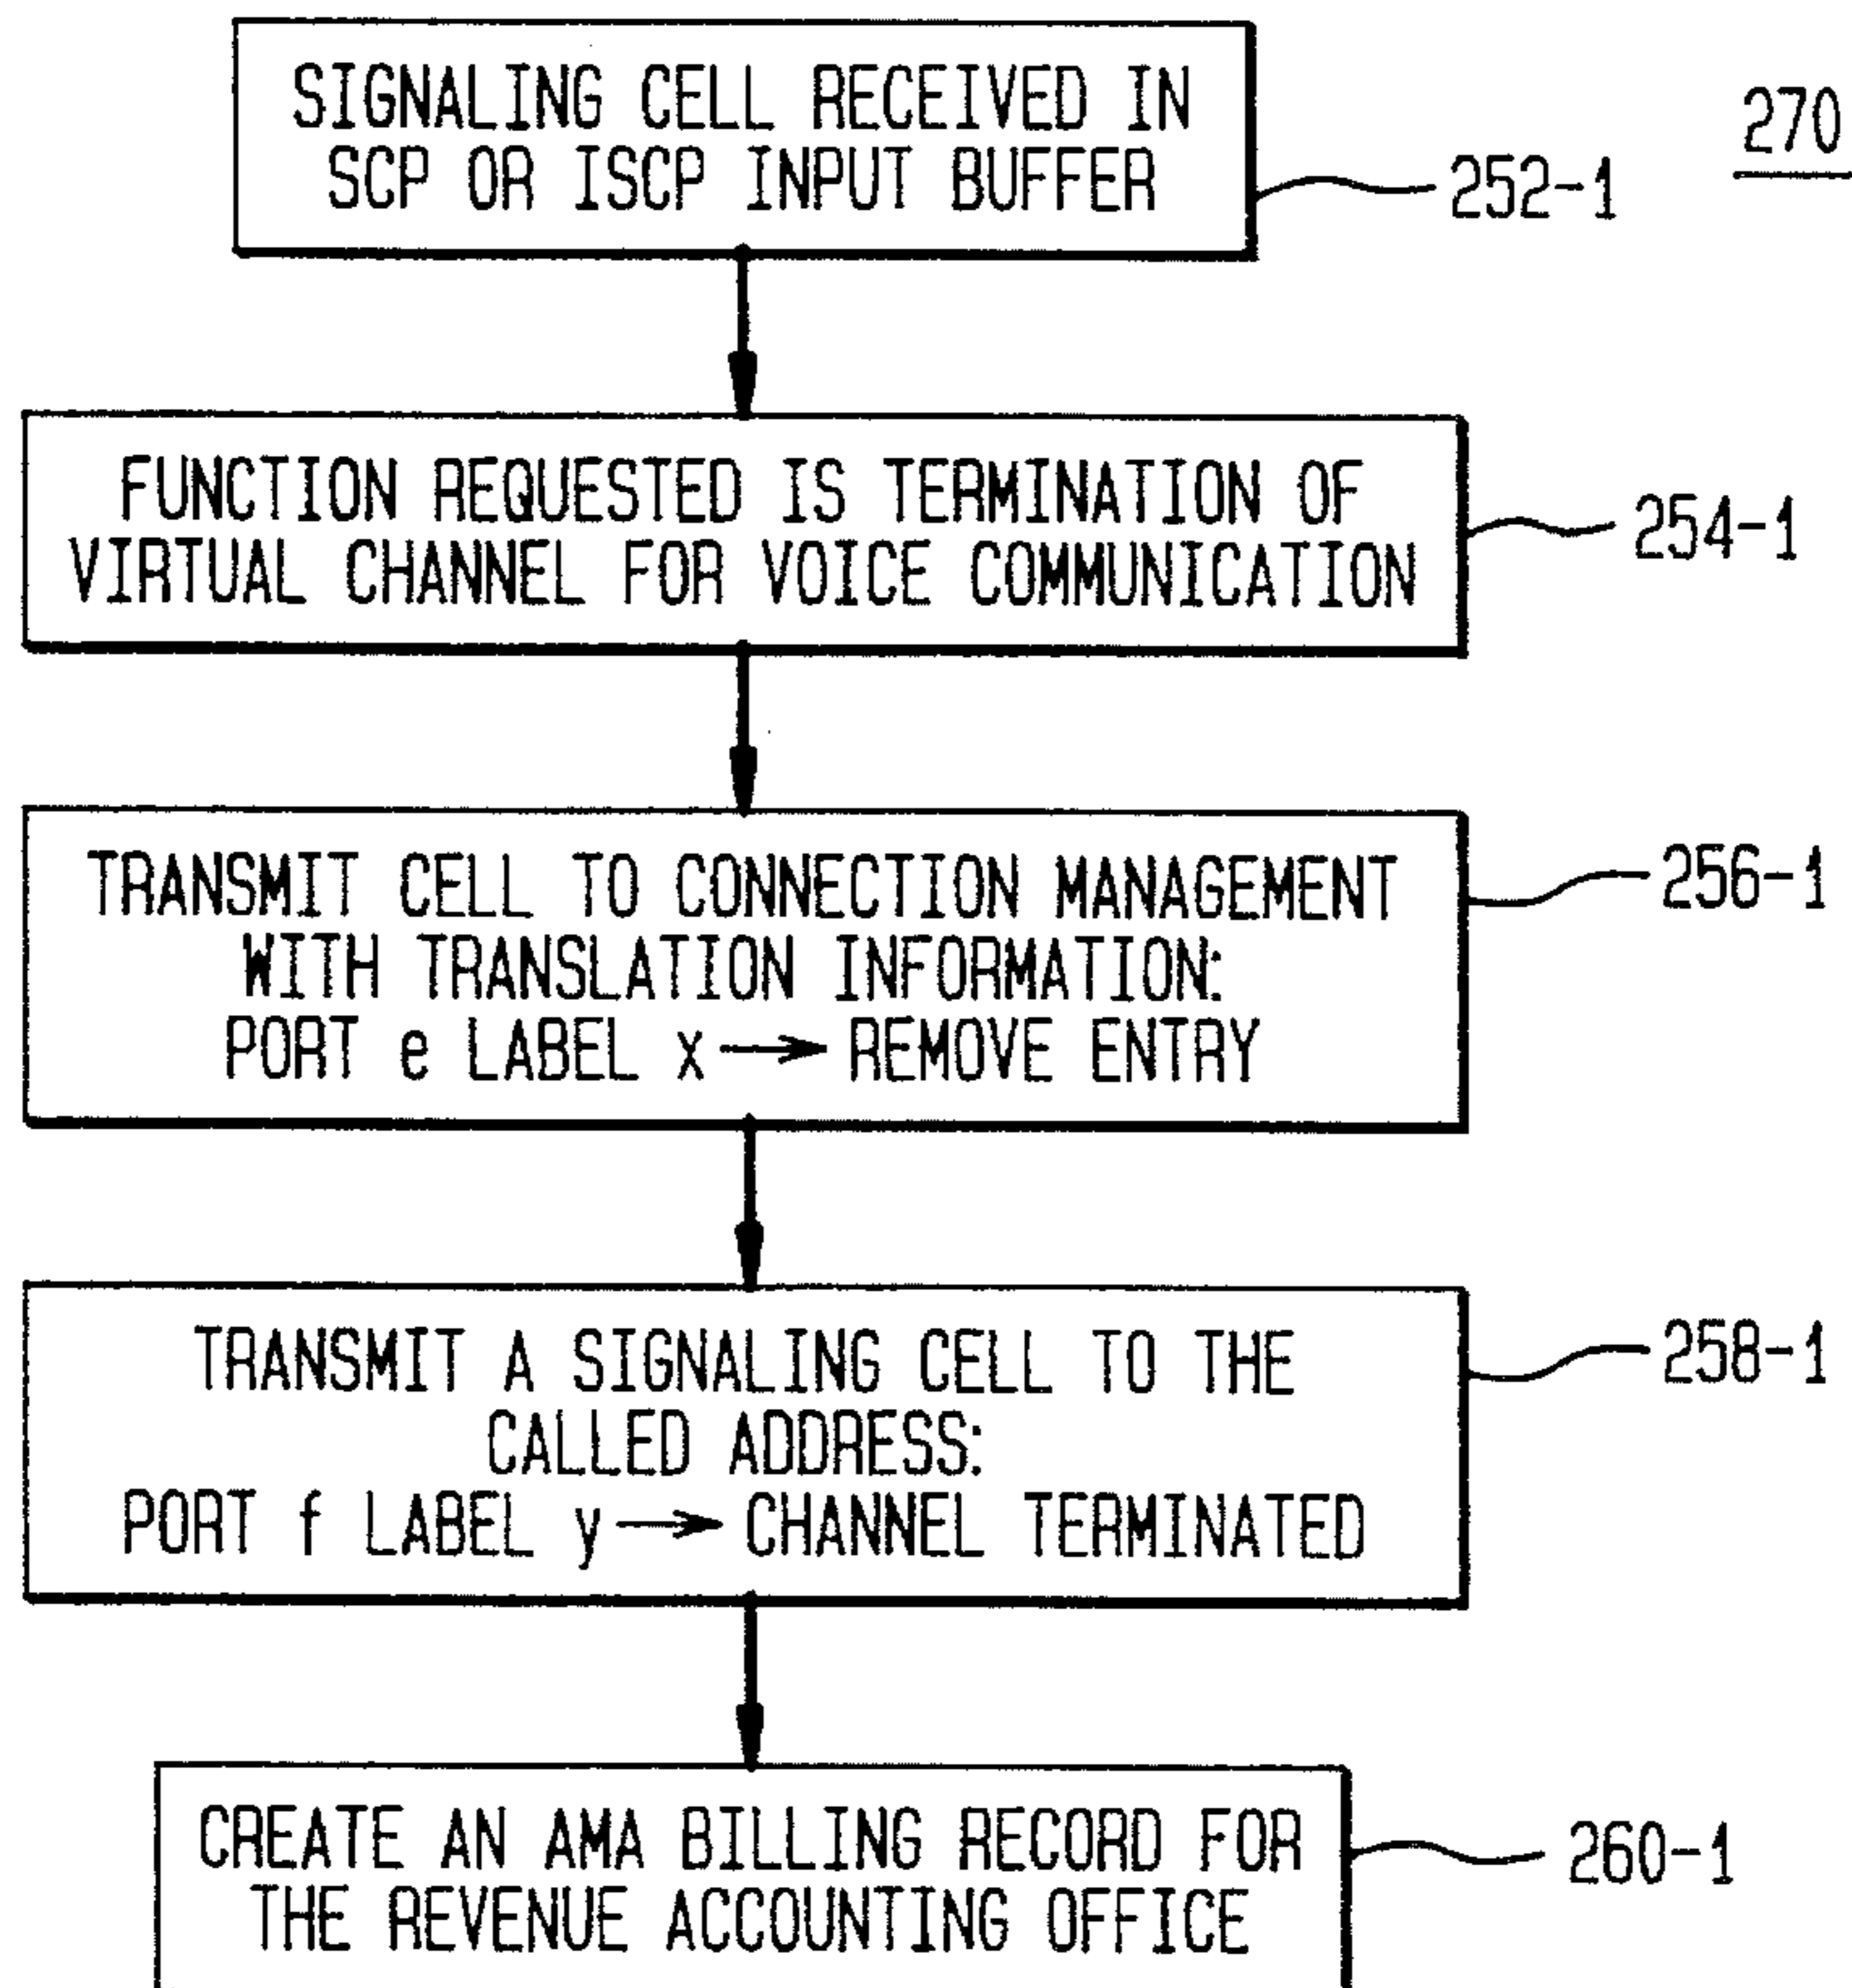 SIGNALING CELL RECEIVED IN
SCP OR ISCP INPUT BUFFER
252-1
270
FUNCTION REQUESTED IS TERMINATION OF
VIRTUAL CHANNEL FOR VOICE COMMUNICATION
254-1
TRANSMIT CELL TO CONNECTION MANAGEMENT
WITH TRANSLATION INFORMATION:
PORT e LABEL x → REMOVE ENTRY
256-1
TRANSMIT A SIGNALING CELL TO THE
CALLED ADDRESS:
PORT f LABEL y → CHANNEL TERMINATED
258-1
CREATE AN AMA BILLING RECORD FOR
THE REVENUE ACCOUNTING OFFICE
260-1